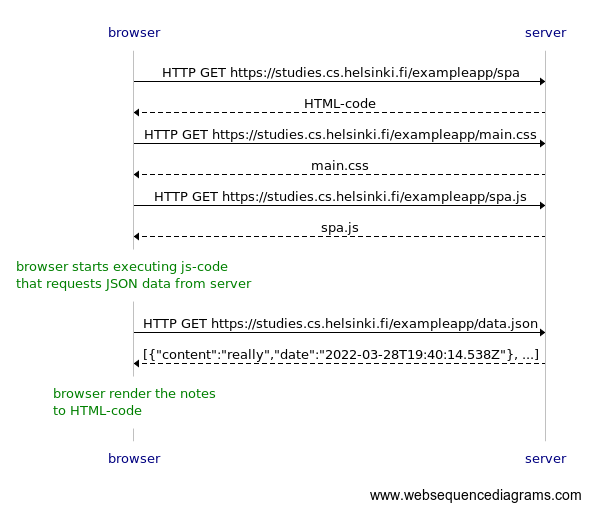 browser server
HTTP GET https://studies.cs.helsinki.fi/exampleapp/spa
HTML-code
HTTP GET https://studies.cs.helsinki.fi/exampleapp/main.css
main.css
HTTP GET https://studies.cs.helsinki.fi/exampleapp/spa.js
spa.js
browser starts executing js-code
that requests JSON data from server
HTTP GET https://studies.cs.helsinki.fi/exampleapp/data.json
[{"content":"really","date":"2022-03-28T19:40:14.538Z"}, ...]
browser render the notes
to HTML-code
browser server
www.websequencediagrams.com